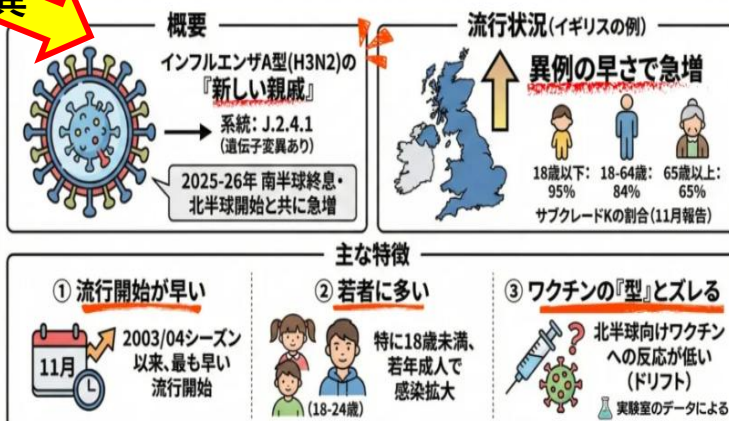 概要
インフルエンザA型(H3N2)の
『新しい親戚』
系統: J.2.4.1
(遺伝子変異あり)
2025-26年 南半球終息・
北半球開始と共に急増
流行状況(イギリスの例)
異例の早さで急増
18歳以下:
95%
18-64歳:
84%
65歳以上:
65%
サブクレードKの割合(11月報告)
主な特徴
① 流行開始が早い
11月
2003/04シーズン
以来、最も早い
流行開始
② 若者に多い
特に18歳未満、
若年成人で
感染拡大
(18-24歳)
③ ワクチンの『型』とズレる
北半球向けワクチン
への反応が低い
(ドリフト)
実験室のデータによる